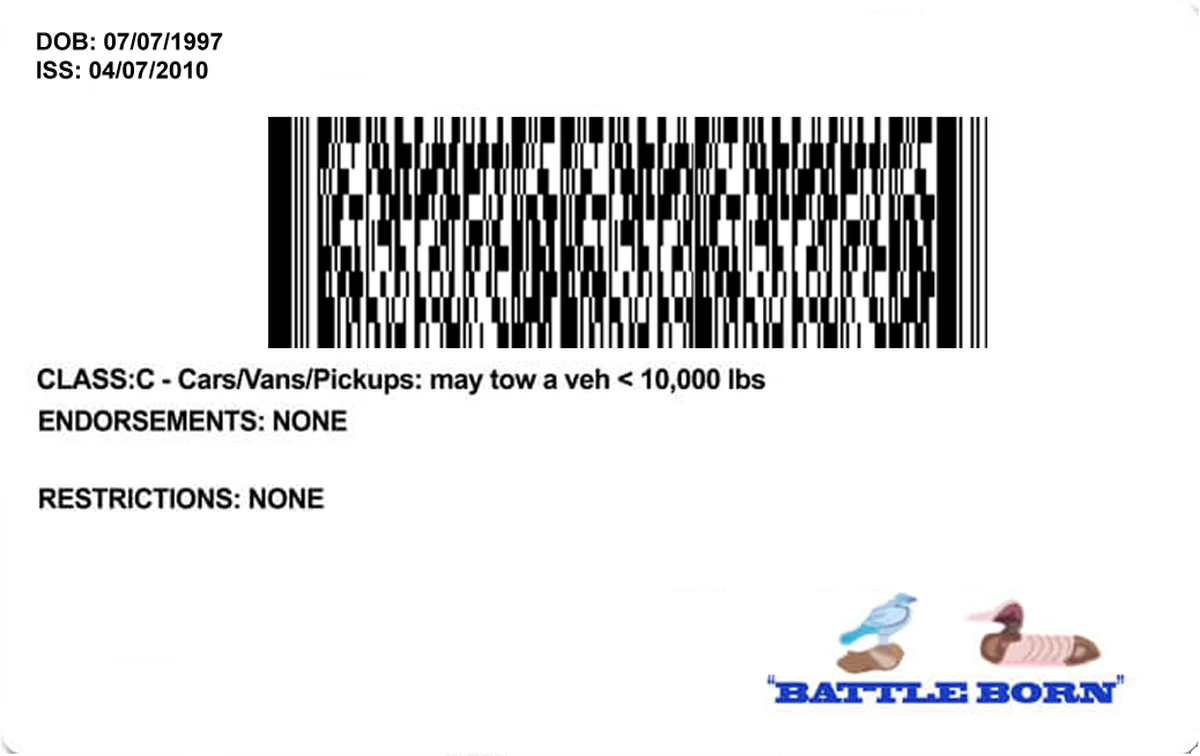 DOB: 07/07/1997
ISS: 04/07/2010
CLASS:C - Cars/Vans/Pickups: may tow a veh < 10,000 lbs
ENDORSEMENTS: NONE
RESTRICTIONS: NONE
"BATTLE BORN"